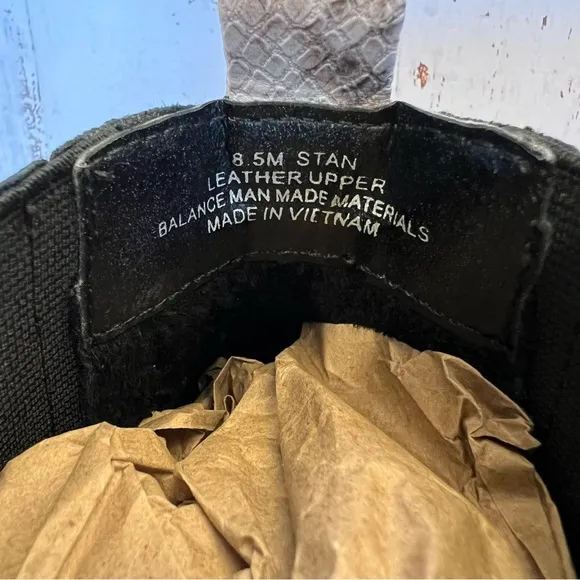 8.5M STAN
LEATHER UPPER
BALANCE MAN MADE MATERIALS
MADE IN VIETNAM